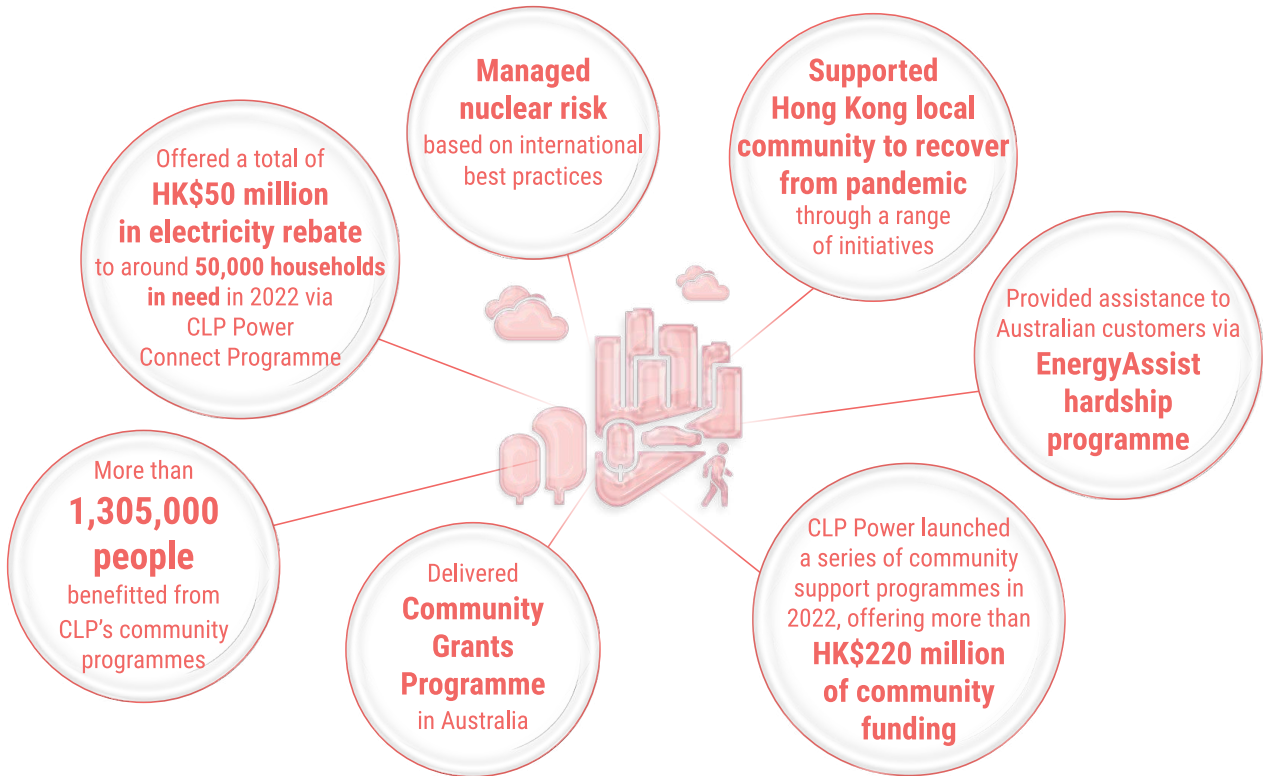 Managed
nuclear risk
based on international
best practices
Supported
Hong Kong local
community to recover
from pandemic
through a range
of initiatives
Offered a total of
HK$50 million
in electricity rebate
to around 50,000 households
in need in 2022 via
CLP Power
Connect Programme
Provided assistance to
Australian customers via
EnergyAssist
hardship
programme
More than
1,305,000
people
benefitted from
CLP’s community
programmes
Delivered
Community
Grants
Programme
in Australia
CLP Power launched
a series of community
support programmes in
2022, offering more than
HK$220 million
of community
funding